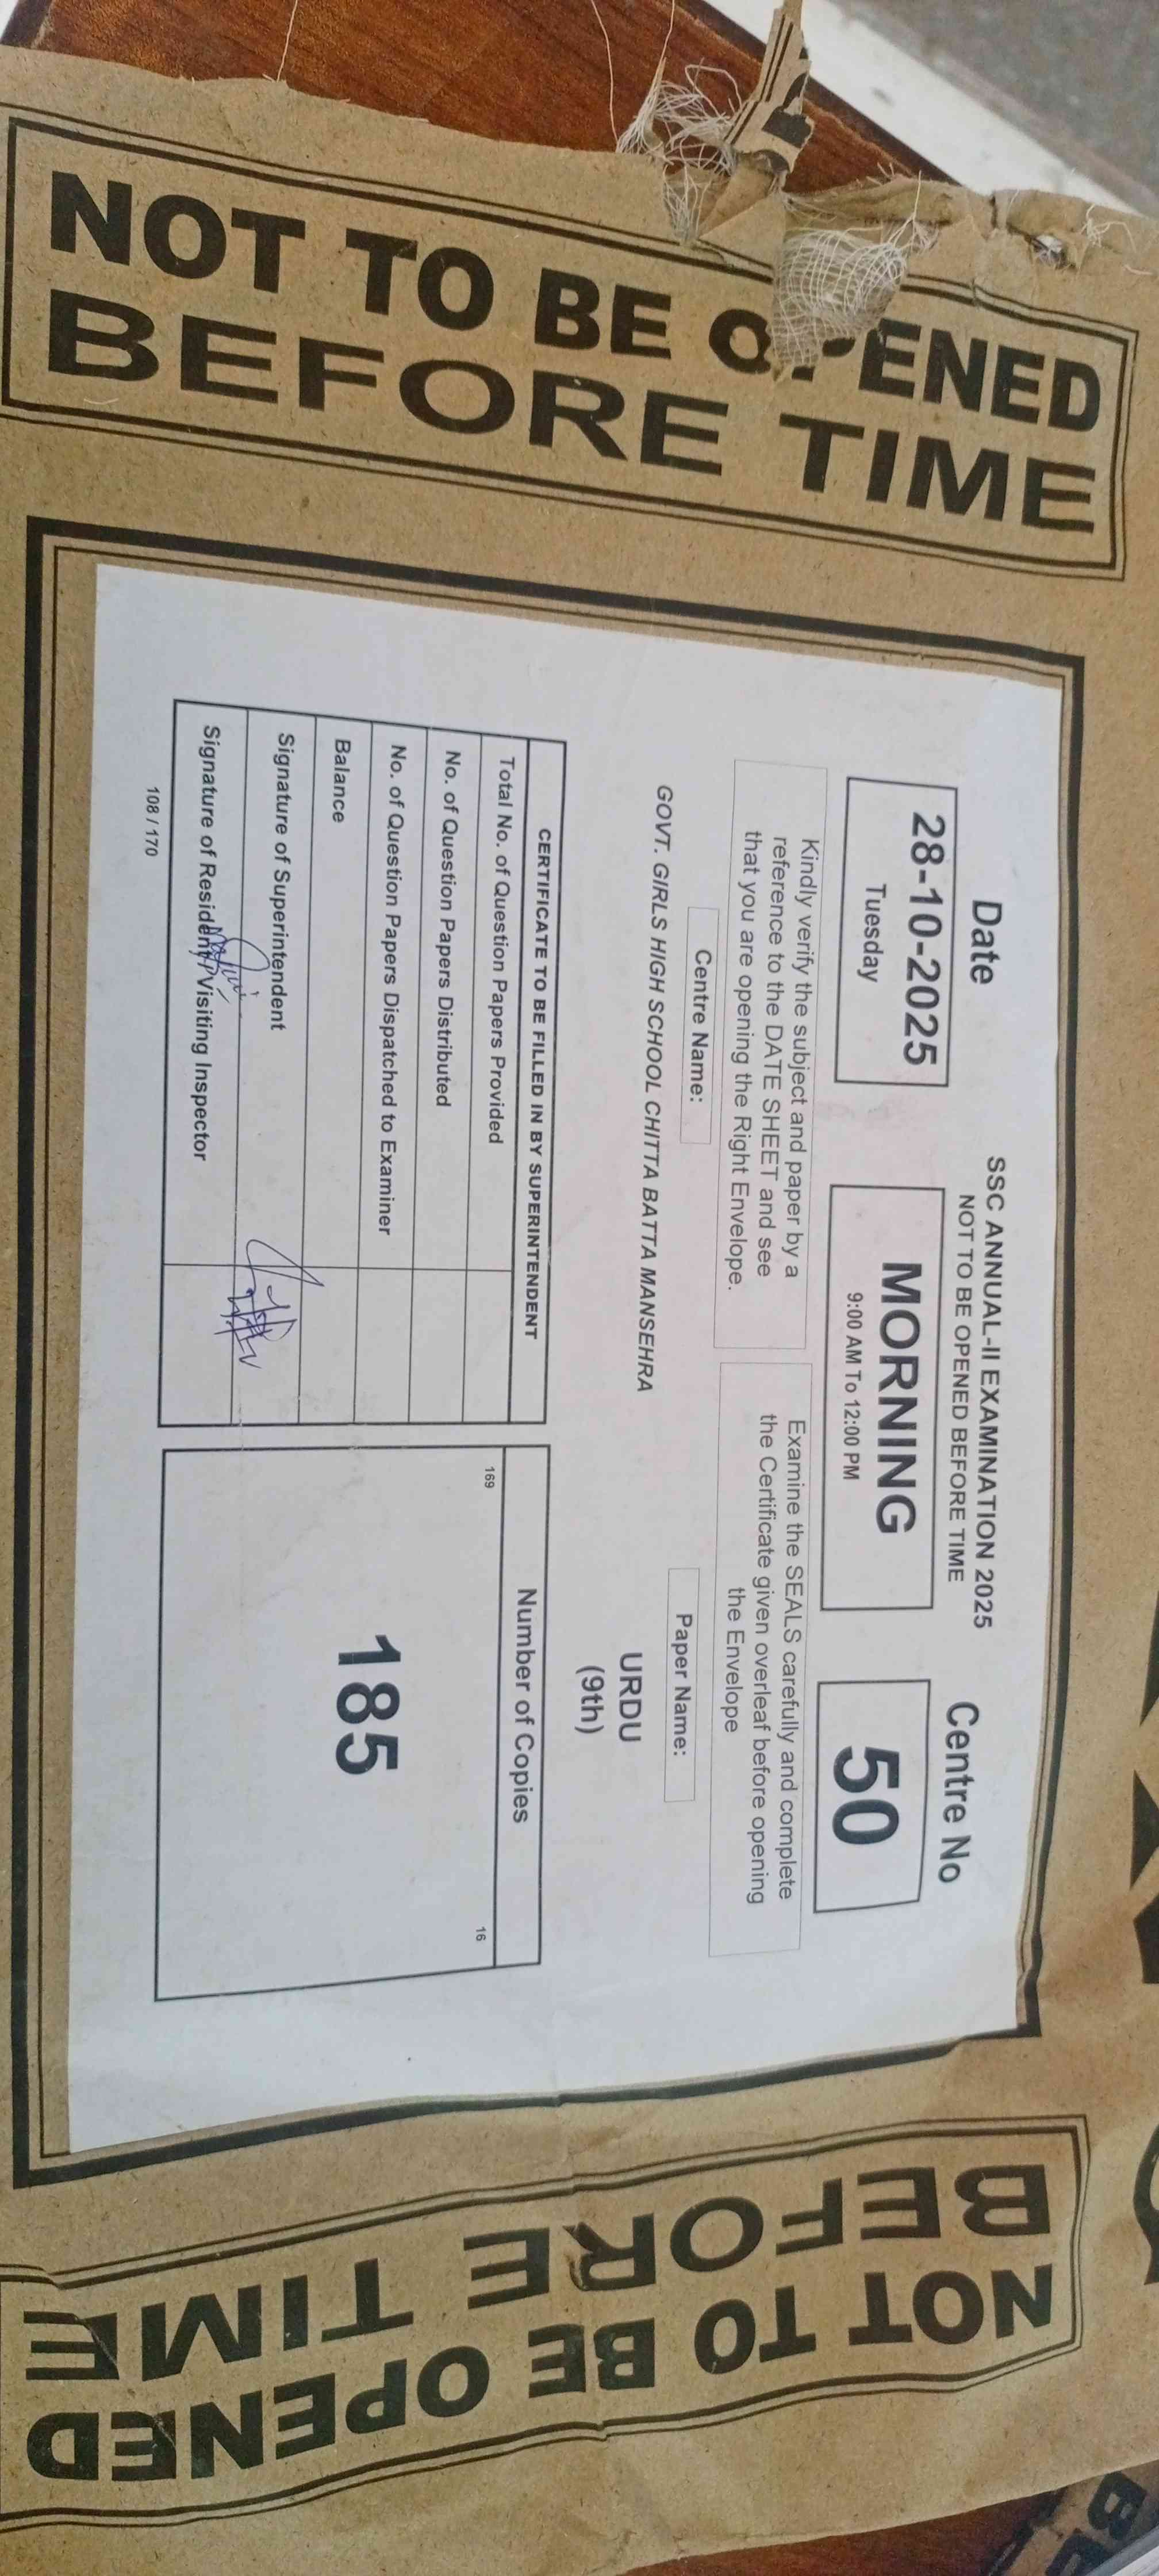 NOT TO BE OPENED
BEFORE TIME
SSC ANNUAL-II EXAMINATION 2025
NOT TO BE OPENED BEFORE TIME
Date
28-10-2025
Tuesday
MORNING
9:00 AM To 12:00 PM
Centre No
50
Kindly verify the subject and paper by a
reference to the DATE SHEET and see
that you are opening the Right Envelope.
Examine the SEALS carefully and complete
the Certificate given overleaf before opening
the Envelope
Centre Name:
GOVT. GIRLS HIGH SCHOOL CHITTA BATTA MANSEHRA
Paper Name:
URDU
(9th)
CERTIFICATE TO BE FILLED IN BY SUPERINTENDENT
Total No. of Question Papers Provided
No. of Question Papers Distributed
No. of Question Papers Dispatched to Examiner
Balance
Signature of Superintendent
Signature of Resident/Visiting Inspector
Number of Copies
169
16
185
108 / 170
NOT TO BE OPENED
BEFORE TIME